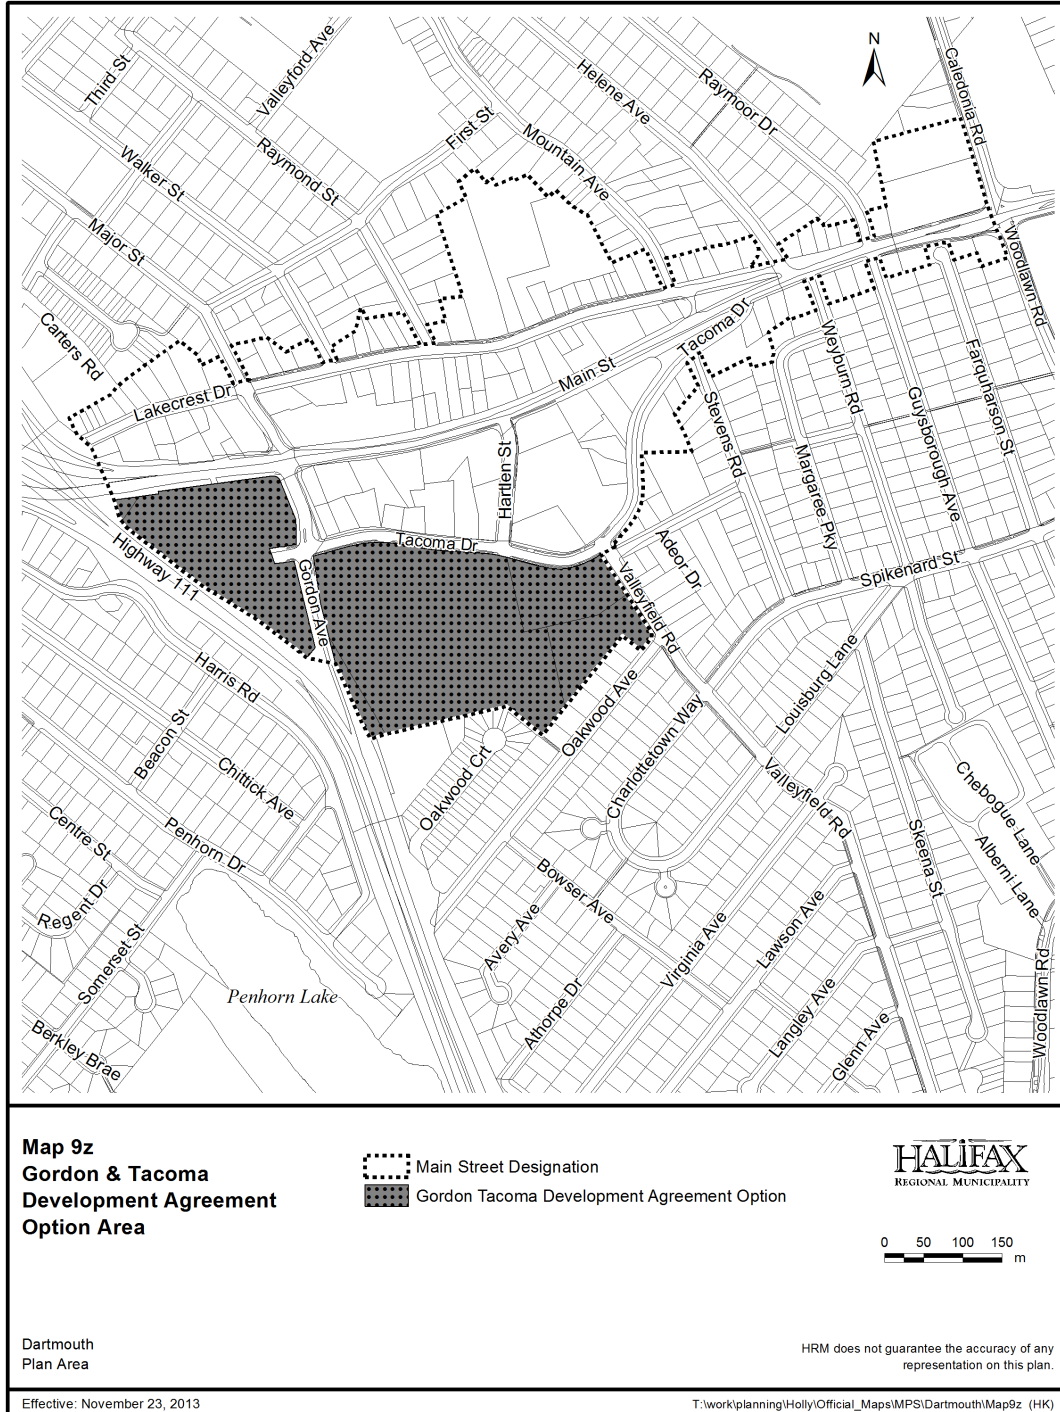 N
Third St
Valleyford Ave
Helene Ave
Raymoor Dr
Caledonia Rd
First St
Mountain Ave
Walker St
Raymond St
Major St
Woodlawn Rd
Carters Rd
Tacoma Dr
Weyburn Rd
Farquharson St
Main St
Lakecrest Dr
Stevens Rd
Guysborough Ave
Hartlen St
Margaree Pky
Tacoma Dr
Highway 111
Gordon Ave
Adeor Dr
Valleyfield Rd
Spikenard St
Harris Rd
Louisburg Lane
Oakwood Ave
Beacon St
Charlottetown Way
Chittick Ave
Oakwood Crt
Valleyfield Rd
Chebogue Lane
Centre St
Penhorn Dr
Skeena St
Alberni Lane
Regent Dr
Bowser Ave
Avery Ave
Virginia Ave
Lawson Ave
Somerset St
Penhorn Lake
Athorpe Dr
Langley Ave
Woodlawn Rd
Berkley Brae
Glenn Ave
Map 9z
Gordon & Tacoma
Development Agreement
Option Area
Main Street Designation
Gordon Tacoma Development Agreement Option
HALIFAX
REGIONAL MUNICIPALITY
0 50 100 150
m
Dartmouth
Plan Area
HRM does not guarantee the accuracy of any
representation on this plan.
Effective: November 23, 2013
T:\work\planning\Holly\Official_Maps\MPS\Dartmouth\Map9z (HK)